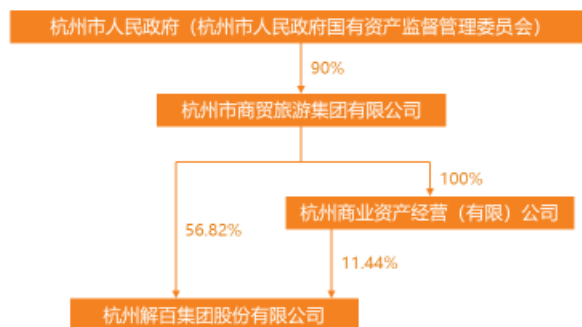 杭州市人民政府（杭州市人民政府国有资产监督管理委员会）
90%
杭州市商贸旅游集团有限公司
100%
杭州商业资产经营（有限）公司
56.82%
11.44%
杭州解百集团股份有限公司